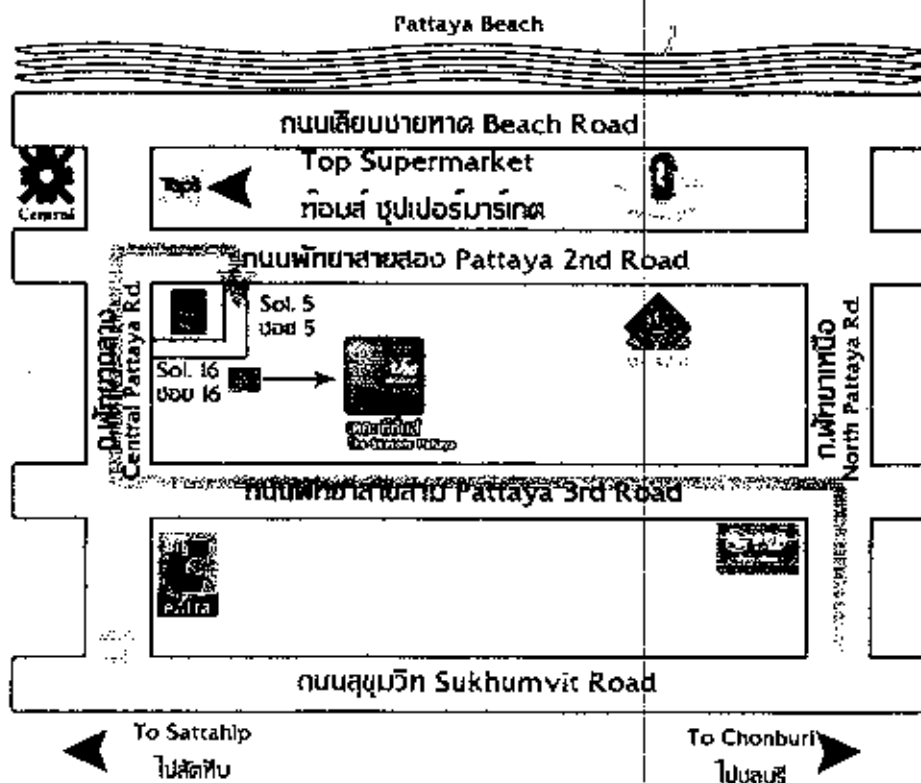 Pattaya Beach
ถนนเลียบชายหาด Beach Road
Central
Tops
Top Supermarket
ท็อปส์ ซุปเปอร์มาร์เกต
ถนนพัทยาสายสอง Pattaya 2nd Road
Soi. 5
ซอย 5
Soi. 16
ซอย 16
ถ.พัทยากลาง
Central Pattaya Rd.
ถ.พัทยาเหนือ
North Pattaya Rd.
Pattaya
ถนนพัทยาสายสาม Pattaya 3rd Road
extra
ถนนสุขุมวิท Sukhumvit Road
To Sattahip
ไปสัตหีบ
To Chonburi
ไปชลบุรี